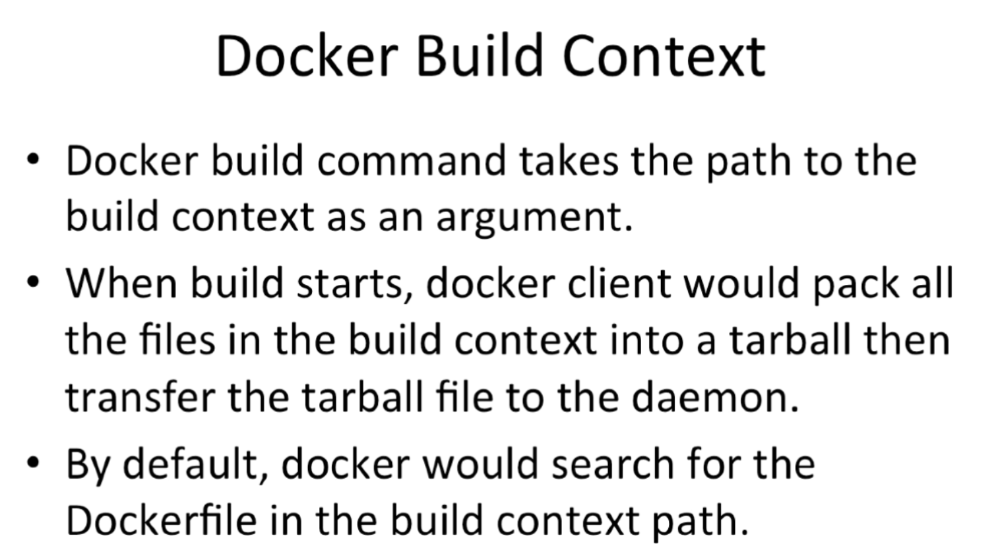 Docker Build Context
• Docker build command takes the path to the
build context as an argument.
• When build starts, docker client would pack all
the files in the build context into a tarball then
transfer the tarball file to the daemon.
• By default, docker would search for the
Dockerfile in the build context path.